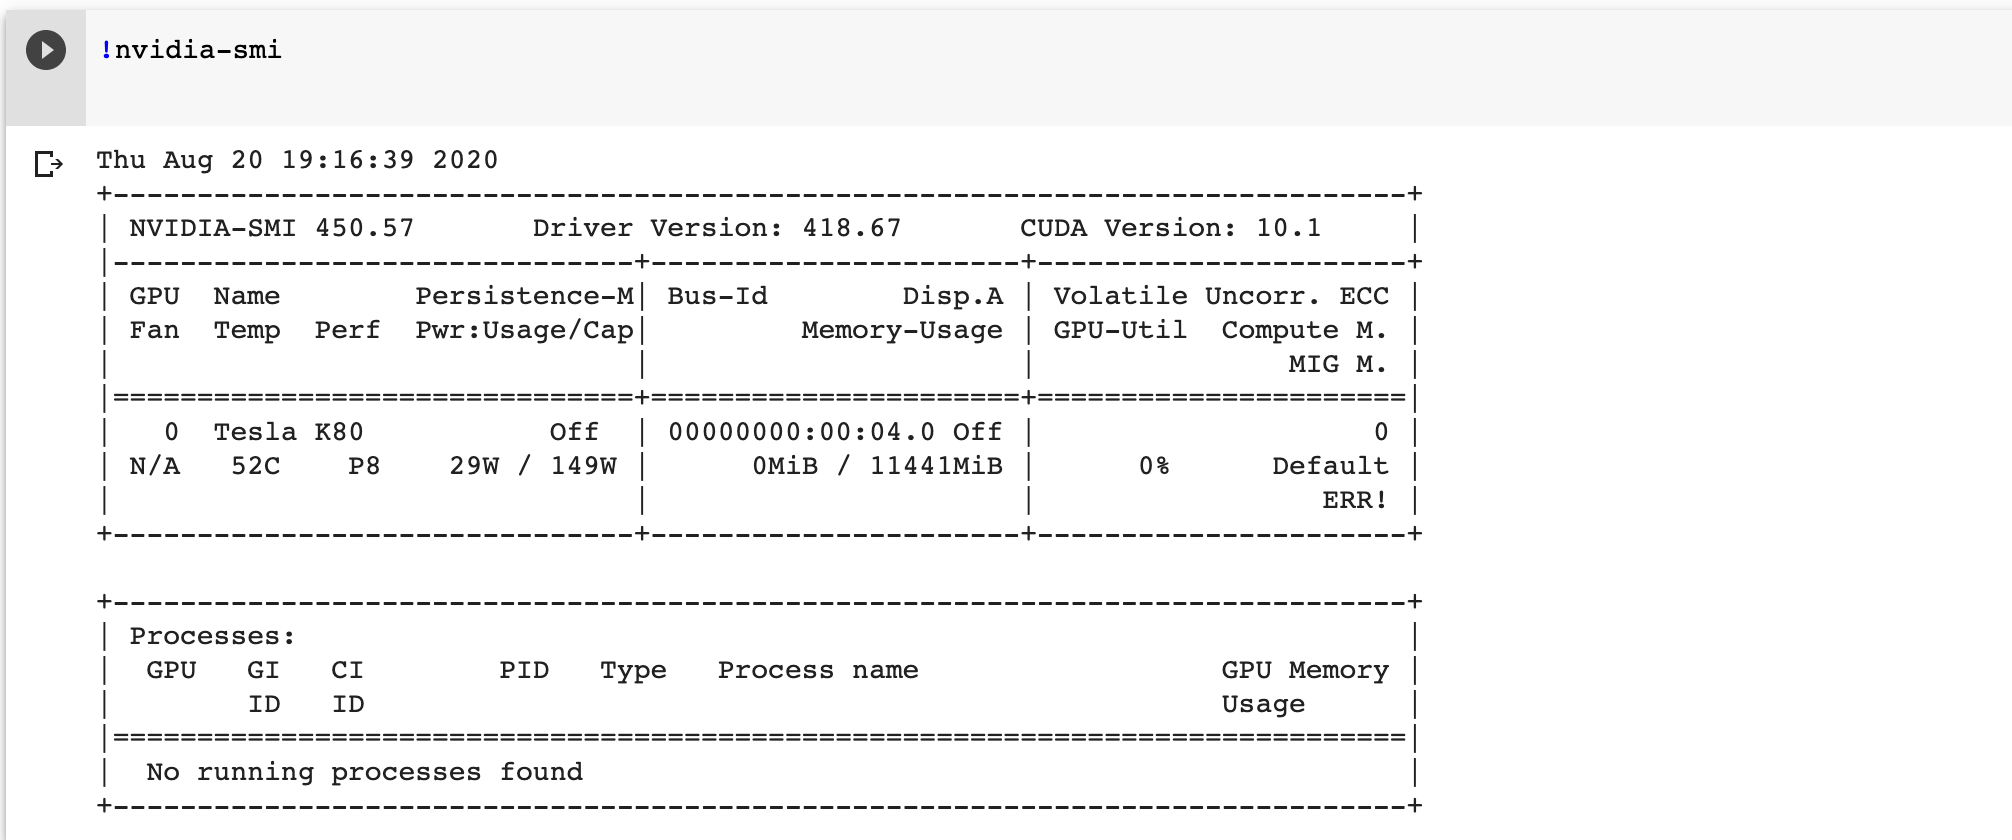 !nvidia-smi
Thu Aug 20 19:16:39 2020
+-----------------------------------------------------------------------------+
| NVIDIA-SMI 450.57       Driver Version: 418.67       CUDA Version: 10.1     |
|-------------------------------+----------------------+----------------------+
| GPU  Name        Persistence-M| Bus-Id        Disp.A | Volatile Uncorr. ECC |
| Fan  Temp  Perf  Pwr:Usage/Cap|         Memory-Usage | GPU-Util  Compute M. |
|                               |                      |               MIG M. |
|===============================+======================+======================|
|   0  Tesla K80           Off  | 00000000:00:04.0 Off |                    0 |
| N/A   52C    P8    29W / 149W |      0MiB / 11441MiB |      0%      Default |
|                               |                      |                 ERR! |
+-------------------------------+----------------------+----------------------+
+-----------------------------------------------------------------------------+
| Processes:                                                                  |
|  GPU   GI   CI        PID   Type   Process name                  GPU Memory |
|        ID   ID                                                   Usage      |
|=============================================================================|
|  No running processes found                                                 |
+-----------------------------------------------------------------------------+